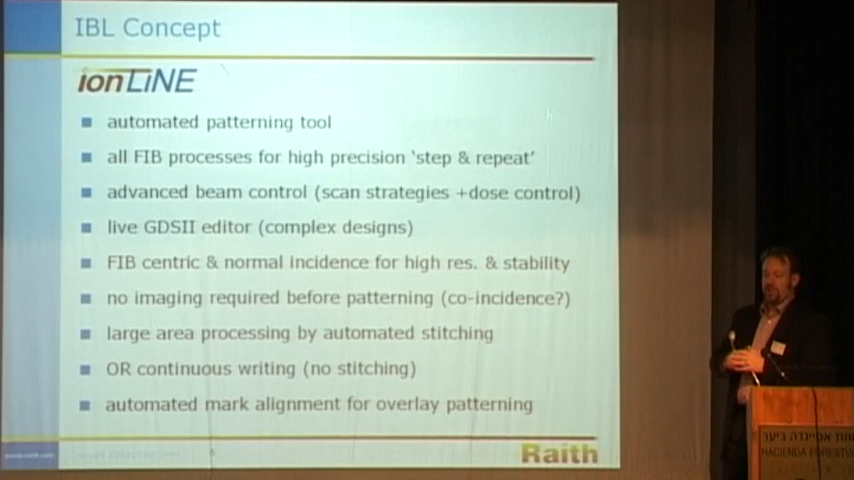 IBL Concept
ionLiNE
automated patterning tool
all FIB processes for high precision ‘step & repeat’
advanced beam control (scan strategies +dose control)
live GDSII editor (complex designs)
FIB centric & normal incidence for high res. & stability
no imaging required before patterning (co-incidence?)
large area processing by automated stitching
OR continuous writing (no stitching)
automated mark alignment for overlay patterning
Raith
אסיינדה ביער
HACIENDA